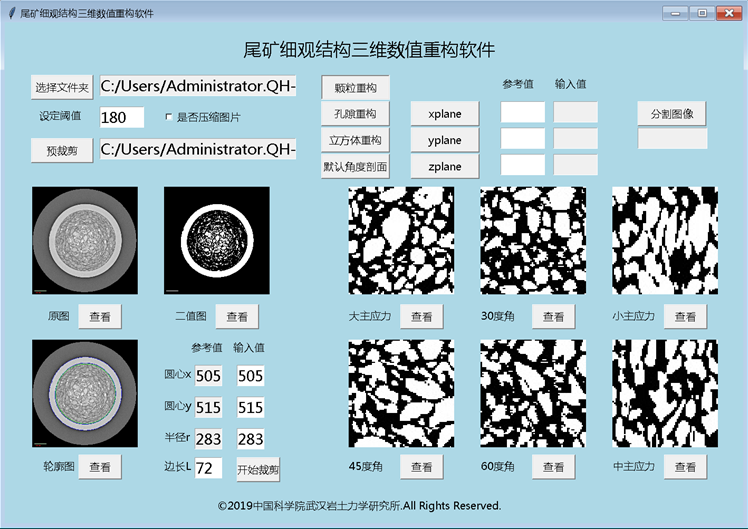 尾矿细观结构三维数值重构软件
尾矿细观结构三维数值重构软件
选择文件夹 C:/Users/Administrator.QH-
设定阈值 180 是否压缩图片
预裁剪 C:/Users/Administrator.QH-
颗粒重构 参考值 输入值
孔隙重构 xplane 分割图像
立方体重构 yplane
默认角度剖面 zplane
原图 查看 二值图 查看 大主应力 查看 30度角 查看 小主应力 查看
参考值 输入值
圆心x 505 505
圆心y 515 515
半径r 283 283
轮廓图 查看 边长L 72 开始裁剪 45度角 查看 60度角 查看 中主应力 查看
©2019中国科学院武汉岩土力学研究所.All Rights Reserved.